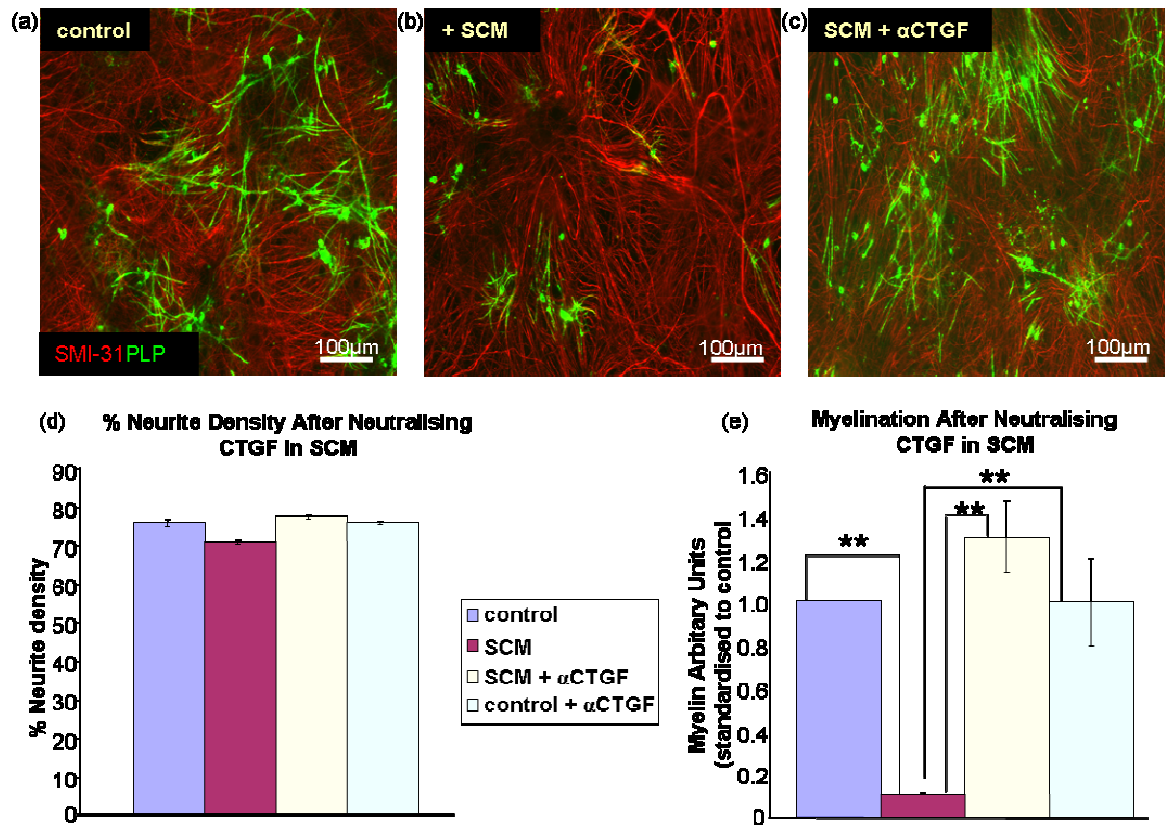 (a)
control
(b)
+ SCM
(c)
SCM + αCTGF
SMI-31PLP
100µm
100µm
100µm
(d)
% Neurite Density After Neutralising
CTGF in SCM
% Neurite density
90
80
70
60
50
40
30
20
10
0
control
SCM
SCM + αCTGF
control + αCTGF
(e)
Myelination After Neutralising
CTGF in SCM
Myelin Arbitary Units
(standardised to control)
1.6
1.4
1.2
1.0
0.8
0.6
0.4
0.2
0
**
**
**